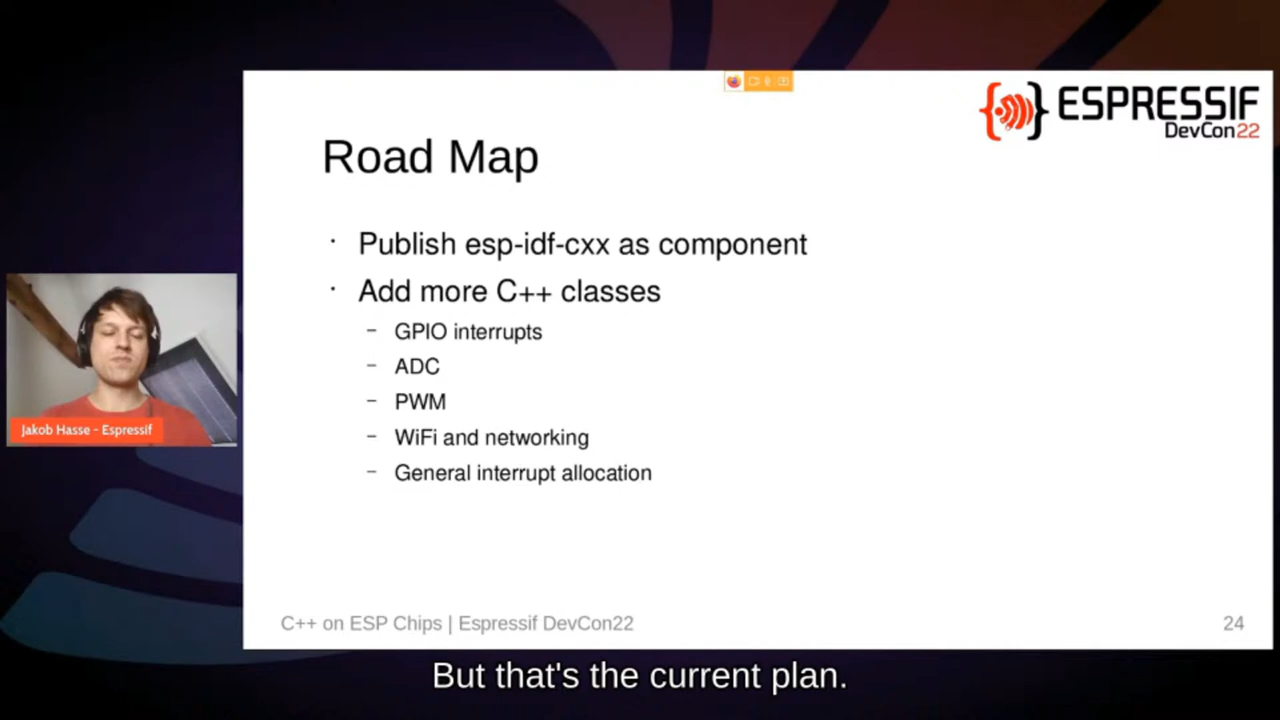 ESPRESSIF
DevCon22
Road Map
· Publish esp-idf-cxx as component
· Add more C++ classes
– GPIO interrupts
– ADC
– PWM
– WiFi and networking
– General interrupt allocation
Jakob Hasse - Espressif
C++ on ESP Chips | Espressif DevCon22
24
But that's the current plan.